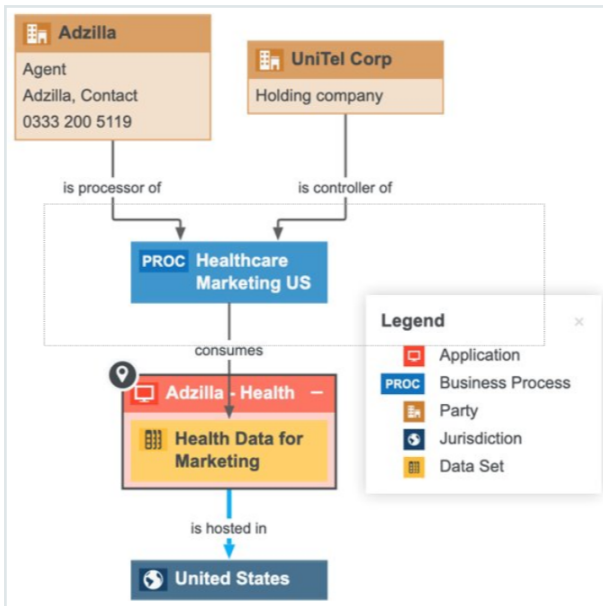 Adzilla
Agent
Adzilla, Contact
0333 200 5119
UniTel Corp
Holding company
is processor of
is controller of
PROC Healthcare
Marketing US
consumes
Adzilla - Health –
Health Data for
Marketing
is hosted in
United States
Legend ×
Application
PROC Business Process
Party
Jurisdiction
Data Set